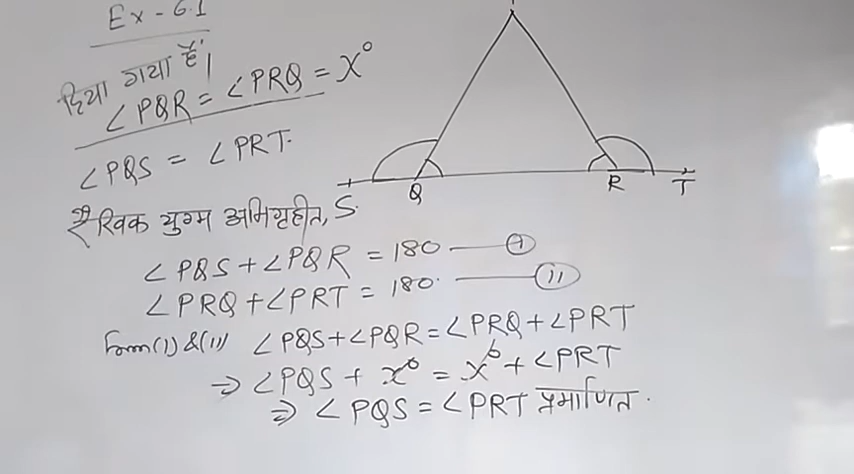 Ex - 6.1
दिया गया है।
∠PQR = ∠PRQ = x°
∠PQS = ∠PRT.
S Q R T
रैखिक युग्म अभिगृहीत,
∠PQS + ∠PQR = 180 — (i)
∠PRQ + ∠PRT = 180. — (ii)
from (i) & (ii) ∠PQS + ∠PQR = ∠PRQ + ∠PRT
⇒ ∠PQS + x° = x° + ∠PRT
⇒ ∠PQS = ∠PRT प्रमाणित.